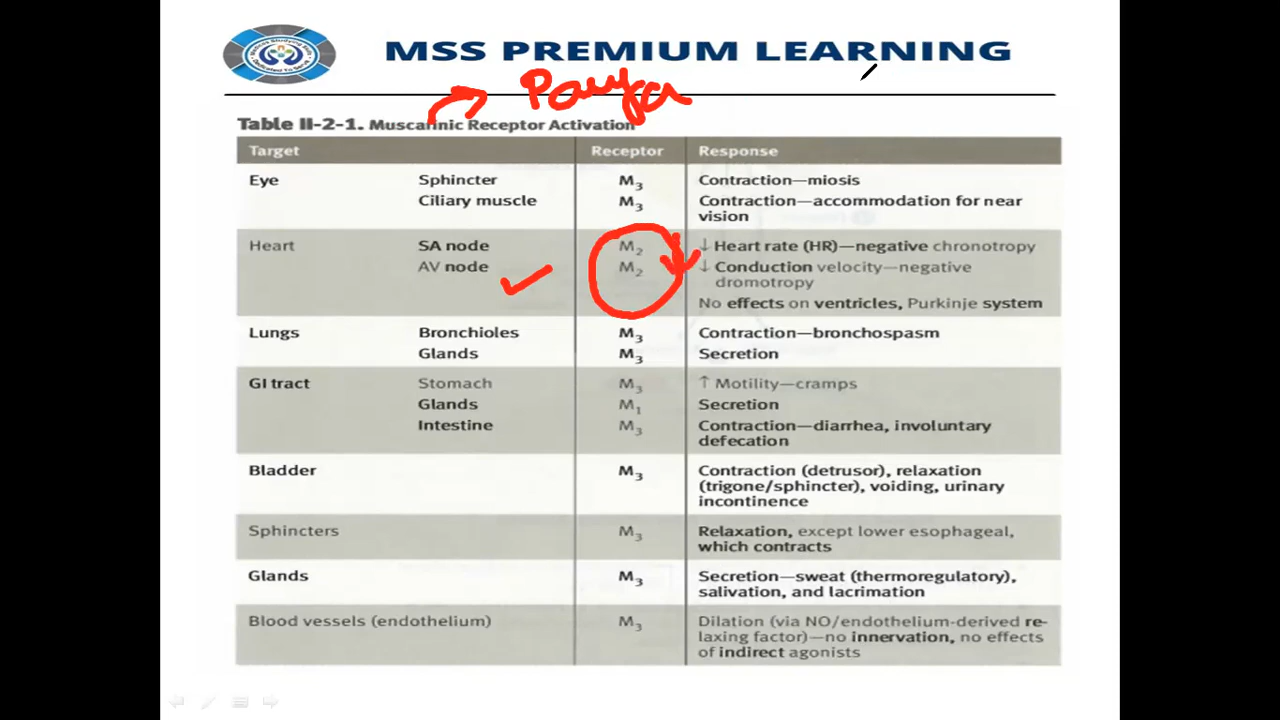 MSS PREMIUM LEARNING
Table II-2-1. Muscarinic Receptor Activation
Target Receptor Response
Eye Sphincter M3 Contraction—miosis
Ciliary muscle M3 Contraction—accommodation for near
vision
Heart SA node M2 ↓ Heart rate (HR)—negative chronotropy
AV node M2 ↓ Conduction velocity—negative
dromotropy
No effects on ventricles, Purkinje system
Lungs Bronchioles M3 Contraction—bronchospasm
Glands M3 Secretion
GI tract Stomach M3 ↑ Motility—cramps
Glands M1 Secretion
Intestine M3 Contraction—diarrhea, involuntary
defecation
Bladder M3 Contraction (detrusor), relaxation
(trigone/sphincter), voiding, urinary
incontinence
Sphincters M3 Relaxation, except lower esophageal,
which contracts
Glands M3 Secretion—sweat (thermoregulatory),
salivation, and lacrimation
Blood vessels (endothelium) M3 Dilation (via NO/endothelium-derived re-
laxing factor)—no innervation, no effects
of indirect agonists